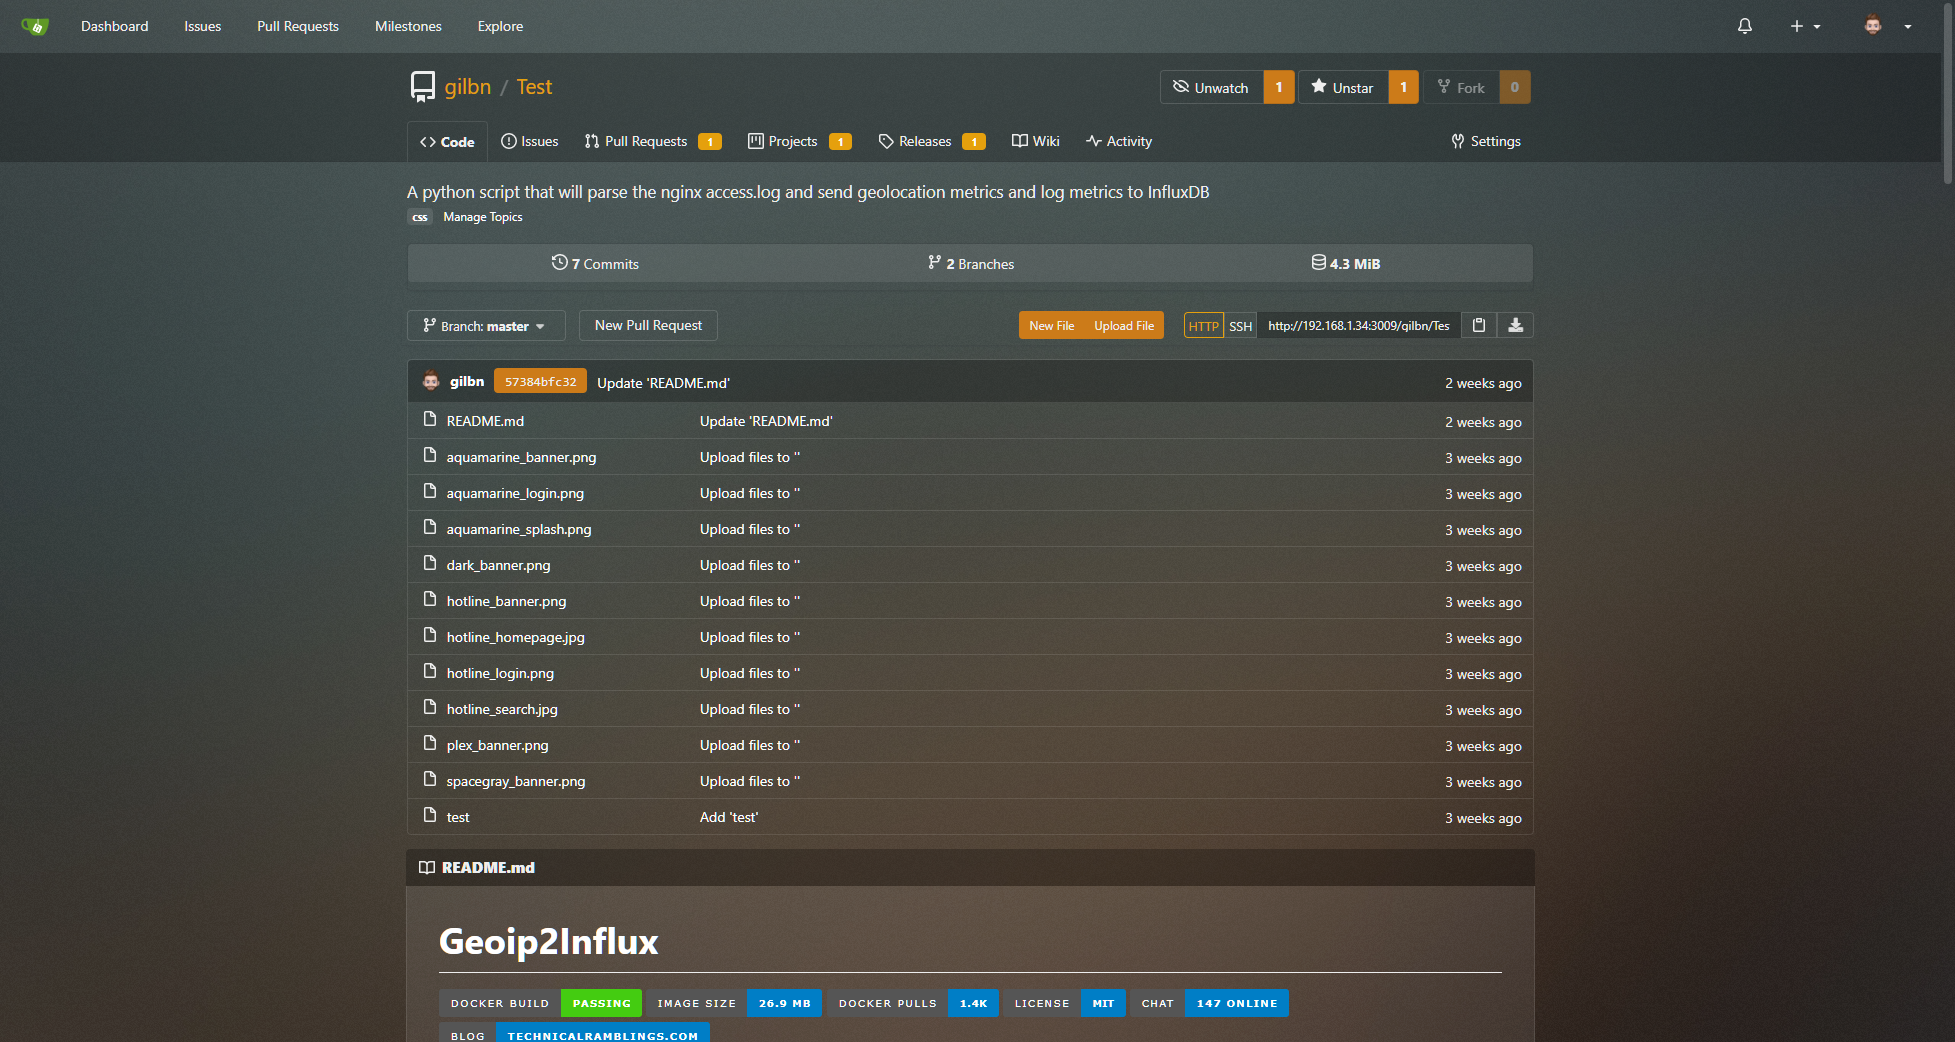 Dashboard Issues Pull Requests Milestones Explore
gilbn / Test
Unwatch 1 Unstar 1 Fork 0
Code Issues Pull Requests 1 Projects 1 Releases 1 Wiki Activity Settings
A python script that will parse the nginx access.log and send geolocation metrics and log metrics to InfluxDB
css Manage Topics
7 Commits 2 Branches 4.3 MiB
Branch: master New Pull Request New File Upload File HTTP SSH http://192.168.1.34:3009/gilbn/Tes
gilbn 57384bfc32 Update 'README.md' 2 weeks ago
README.md Update 'README.md' 2 weeks ago
aquamarine_banner.png Upload files to '' 3 weeks ago
aquamarine_login.png Upload files to '' 3 weeks ago
aquamarine_splash.png Upload files to '' 3 weeks ago
dark_banner.png Upload files to '' 3 weeks ago
hotline_banner.png Upload files to '' 3 weeks ago
hotline_homepage.jpg Upload files to '' 3 weeks ago
hotline_login.png Upload files to '' 3 weeks ago
hotline_search.jpg Upload files to '' 3 weeks ago
plex_banner.png Upload files to '' 3 weeks ago
spacegray_banner.png Upload files to '' 3 weeks ago
test Add 'test' 3 weeks ago
README.md
Geoip2Influx
DOCKER BUILD PASSING IMAGE SIZE 26.9 MB DOCKER PULLS 1.4K LICENSE MIT CHAT 147 ONLINE
BLOG TECHNICALRAMBLINGS.COM